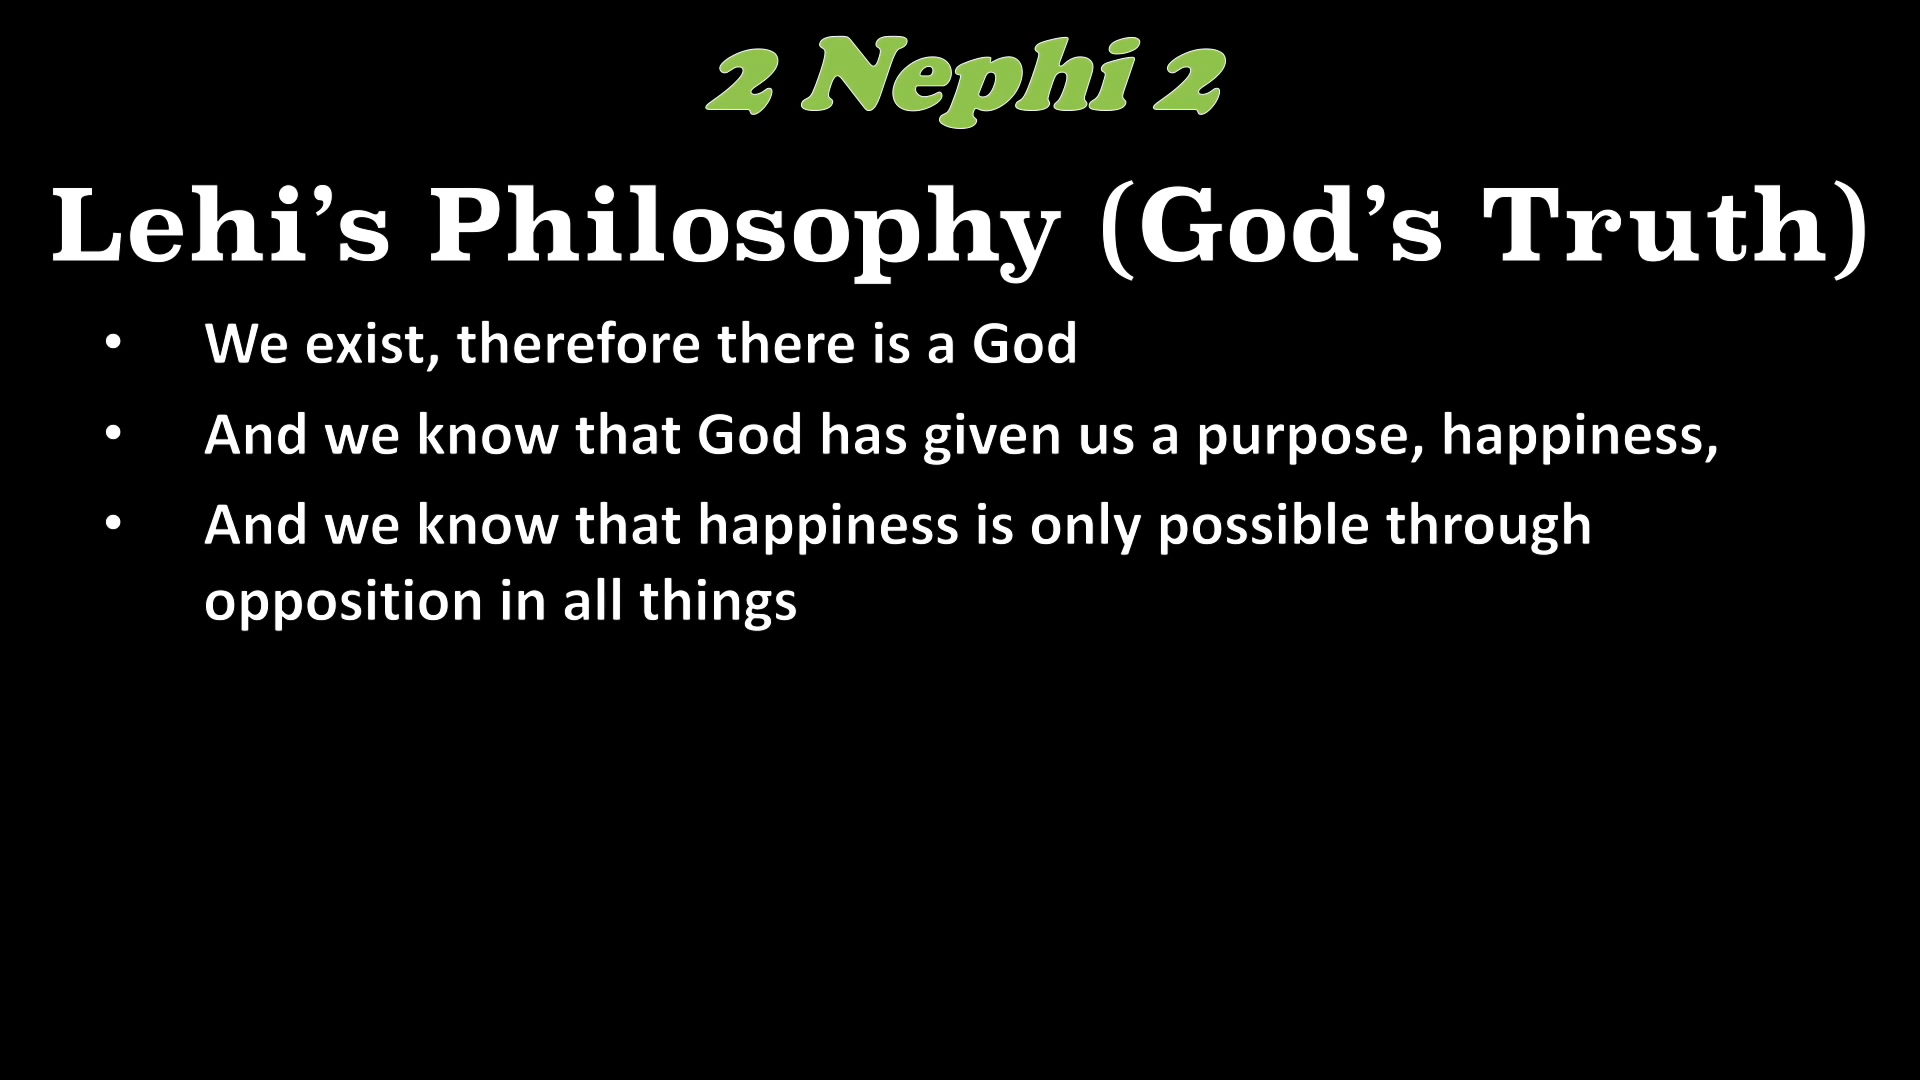 2 Nephi 2
Lehi’s Philosophy (God’s Truth)
• We exist, therefore there is a God
• And we know that God has given us a purpose, happiness,
• And we know that happiness is only possible through
opposition in all things